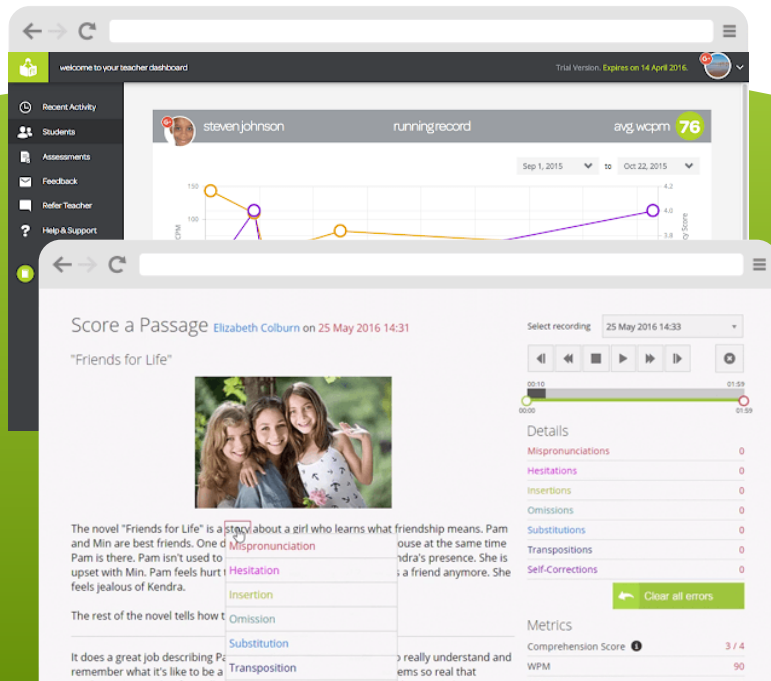 welcome to your teacher dashboard
Trial Version. Expires on 14 April 2016.
Recent Activity
Students
Assessments
Feedback
Refer Teacher
Help & Support
steven johnson running record avg. wcpm 76
Sep 1, 2015 to Oct 22, 2015
150 4.2
100 4.0
3.8
Score a Passage Elizabeth Colburn on 25 May 2016 14:31
"Friends for Life"
The novel "Friends for Life" is a story about a girl who learns what friendship means. Pam
and Min are best friends. One d ouse at the same time
Pam is there. Pam isn't used to ndra's presence. She is
upset with Min. Pam feels hurt s a friend anymore. She
feels jealous of Kendra.
The rest of the novel tells how t
It does a great job describing Pa o really understand and
remember what it's like to be a ems so real that
Mispronunciation
Hesitation
Insertion
Omission
Substitution
Transposition
Select recording 25 May 2016 14:33
00:10 01:59
00:00 01:59
Details
Mispronunciations 0
Hesitations 0
Insertions 0
Omissions 0
Substitutions 0
Transpositions 0
Self-Corrections 0
Clear all errors
Metrics
Comprehension Score 3 / 4
WPM 90